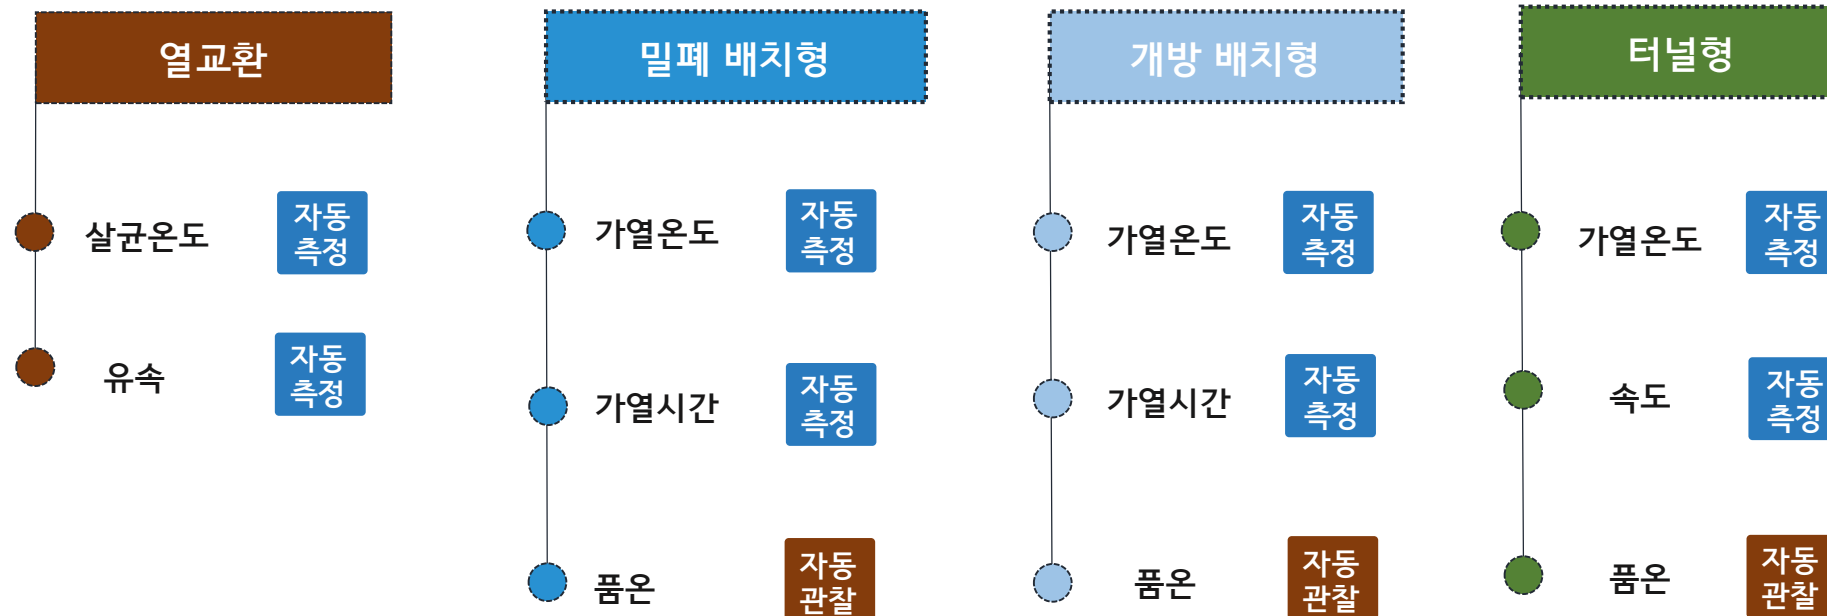 열교환
살균온도
자동
측정
유속
자동
측정
밀폐 배치형
가열온도
자동
측정
가열시간
자동
측정
품온
자동
관찰
개방 배치형
가열온도
자동
측정
가열시간
자동
측정
품온
자동
관찰
터널형
가열온도
자동
측정
속도
자동
측정
품온
자동
관찰